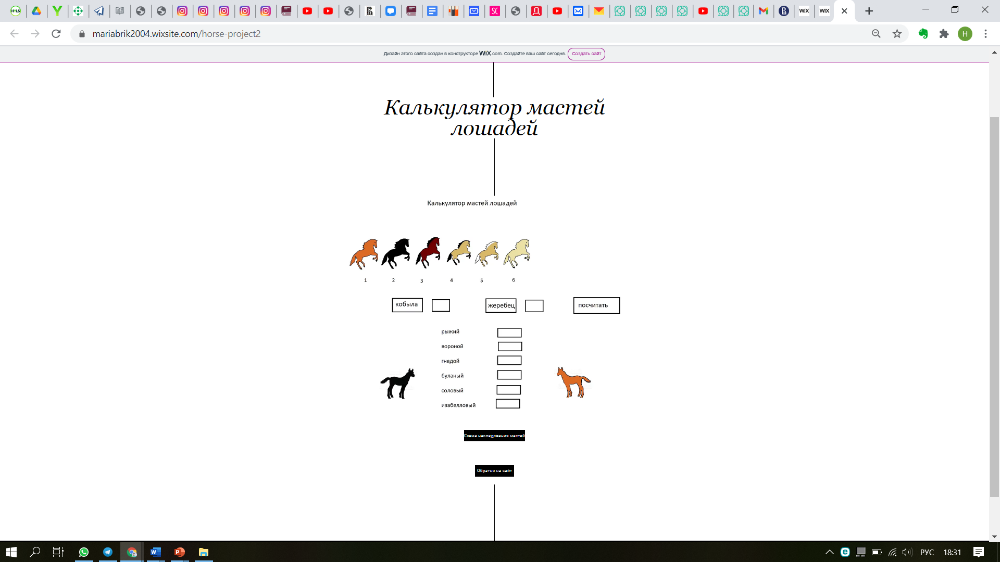 mariabrik2004.wixsite.com/horse-project2
H
Дизайн этого сайта создан в конструкторе WiX.com. Создайте ваш сайт сегодня. Создать сайт
Калькулятор мастей
лошадей
Калькулятор мастей лошадей
1 2 3 4 5 6
кобыла жеребец посчитать
рыжий
вороной
гнедой
буланый
соловый
изабелловый
Схема наследования мастей
Обратно на сайт
РУС 18:31